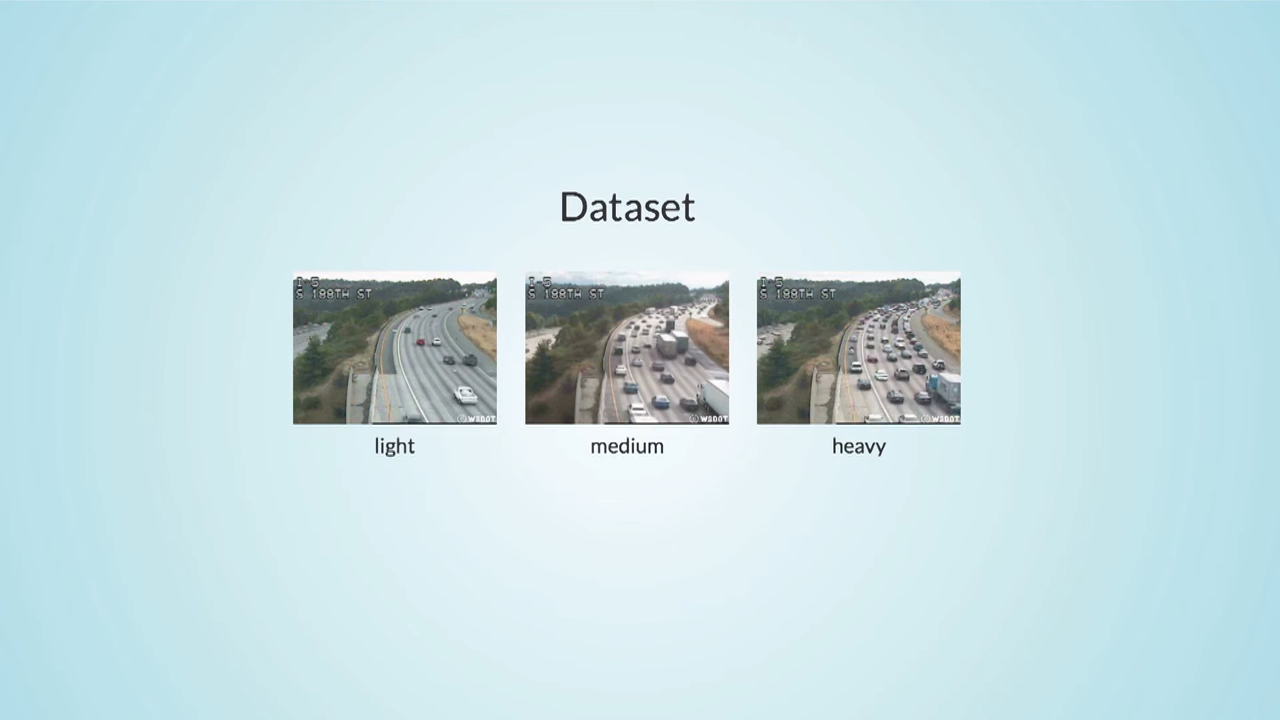 Dataset
I-5
S 188TH ST
I-5
S 188TH ST
I-5
S 188TH ST
© WSDOT
© WSDOT
© WSDOT
light
medium
heavy